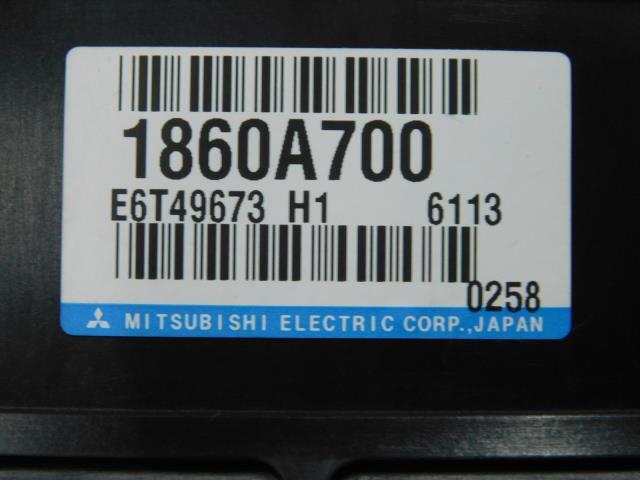 1860A700
E6T49673 H1 6113
0258
MITSUBISHI ELECTRIC CORP.,JAPAN